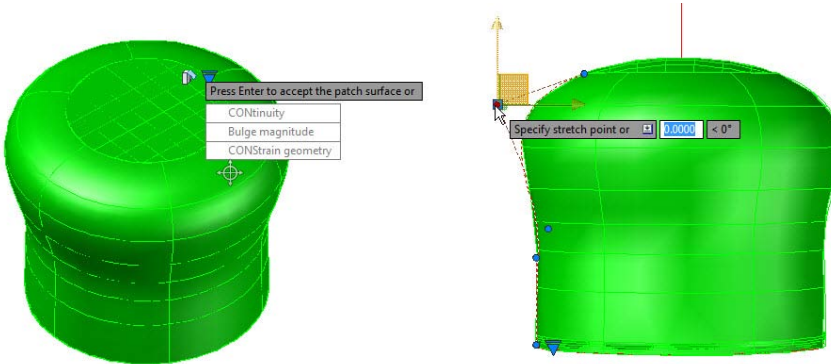 Press Enter to accept the patch surface or
CONtinuity
Bulge magnitude
CONStrain geometry
Specify stretch point or 0.0000 < 0°